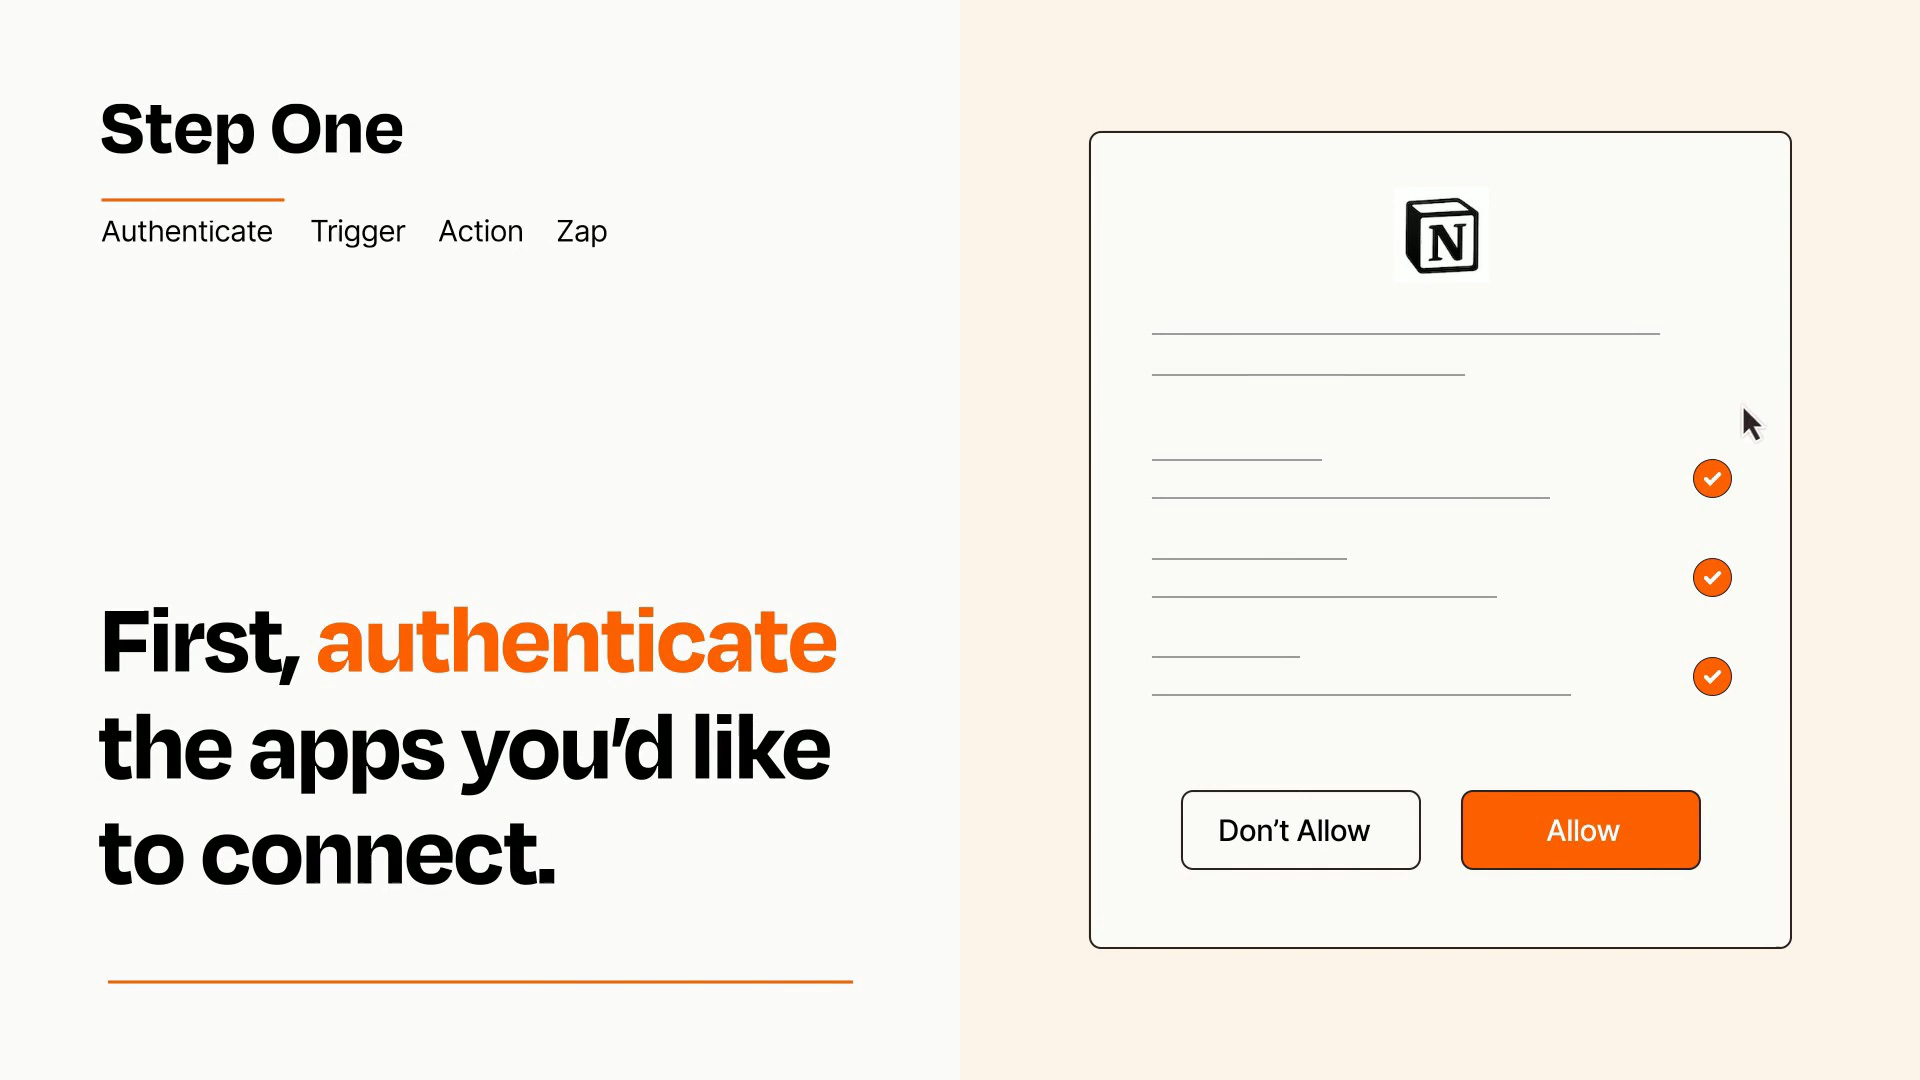 Step One
Authenticate Trigger Action Zap
First, authenticate
the apps you’d like
to connect.
N
Don’t Allow
Allow